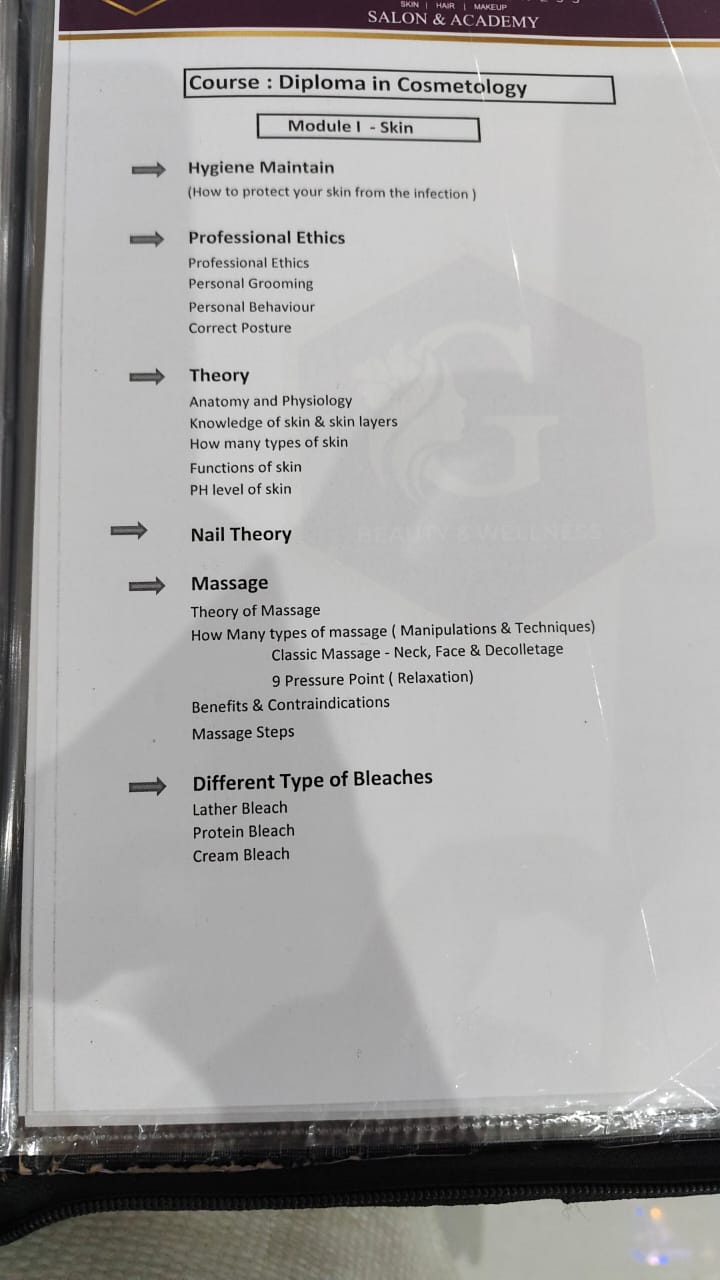 SKIN | HAIR | MAKEUP
SALON & ACADEMY
Course : Diploma in Cosmetology
Module I - Skin
Hygiene Maintain
(How to protect your skin from the infection )
Professional Ethics
Professional Ethics
Personal Grooming
Personal Behaviour
Correct Posture
Theory
Anatomy and Physiology
Knowledge of skin & skin layers
How many types of skin
Functions of skin
PH level of skin
Nail Theory
G
BEAUTY & WELLNESS
Massage
Theory of Massage
How Many types of massage ( Manipulations & Techniques)
Classic Massage - Neck, Face & Decolletage
9 Pressure Point ( Relaxation)
Benefits & Contraindications
Massage Steps
Different Type of Bleaches
Lather Bleach
Protein Bleach
Cream Bleach